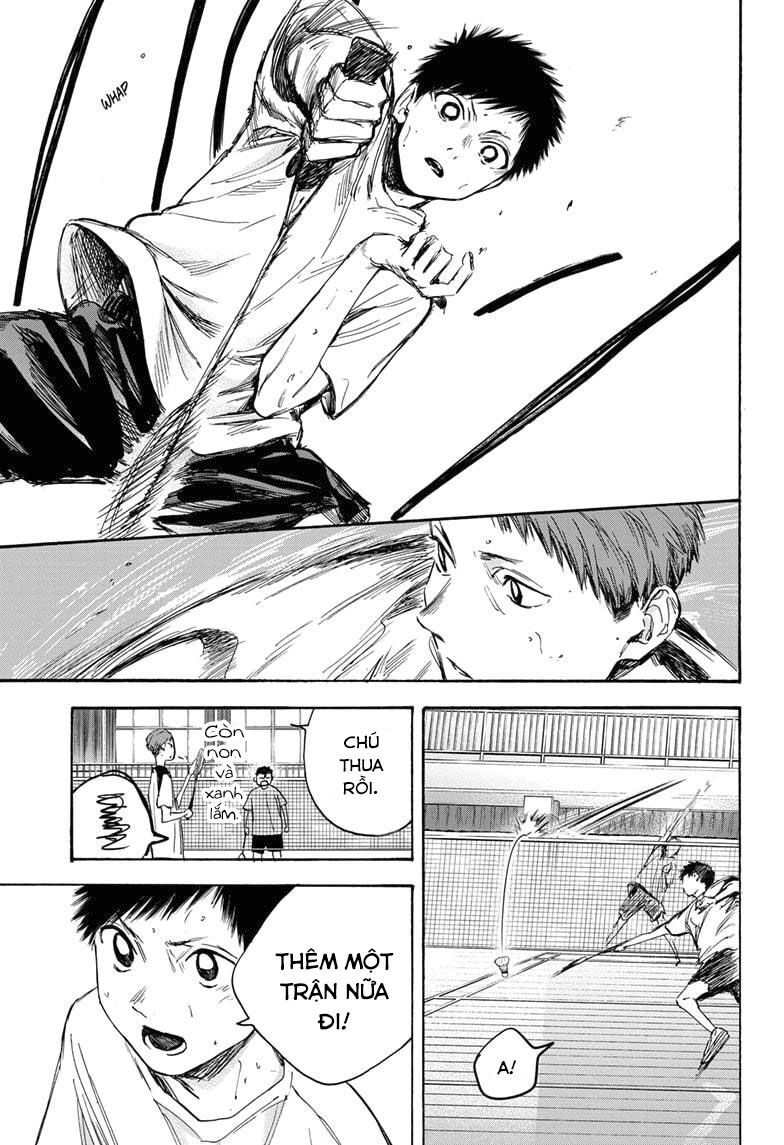 WHAP
A!
CHÚ
THUA
RỒI.
Còn
non
và
xanh
lắm.
THÊM MỘT
TRẬN NỮA
ĐI!